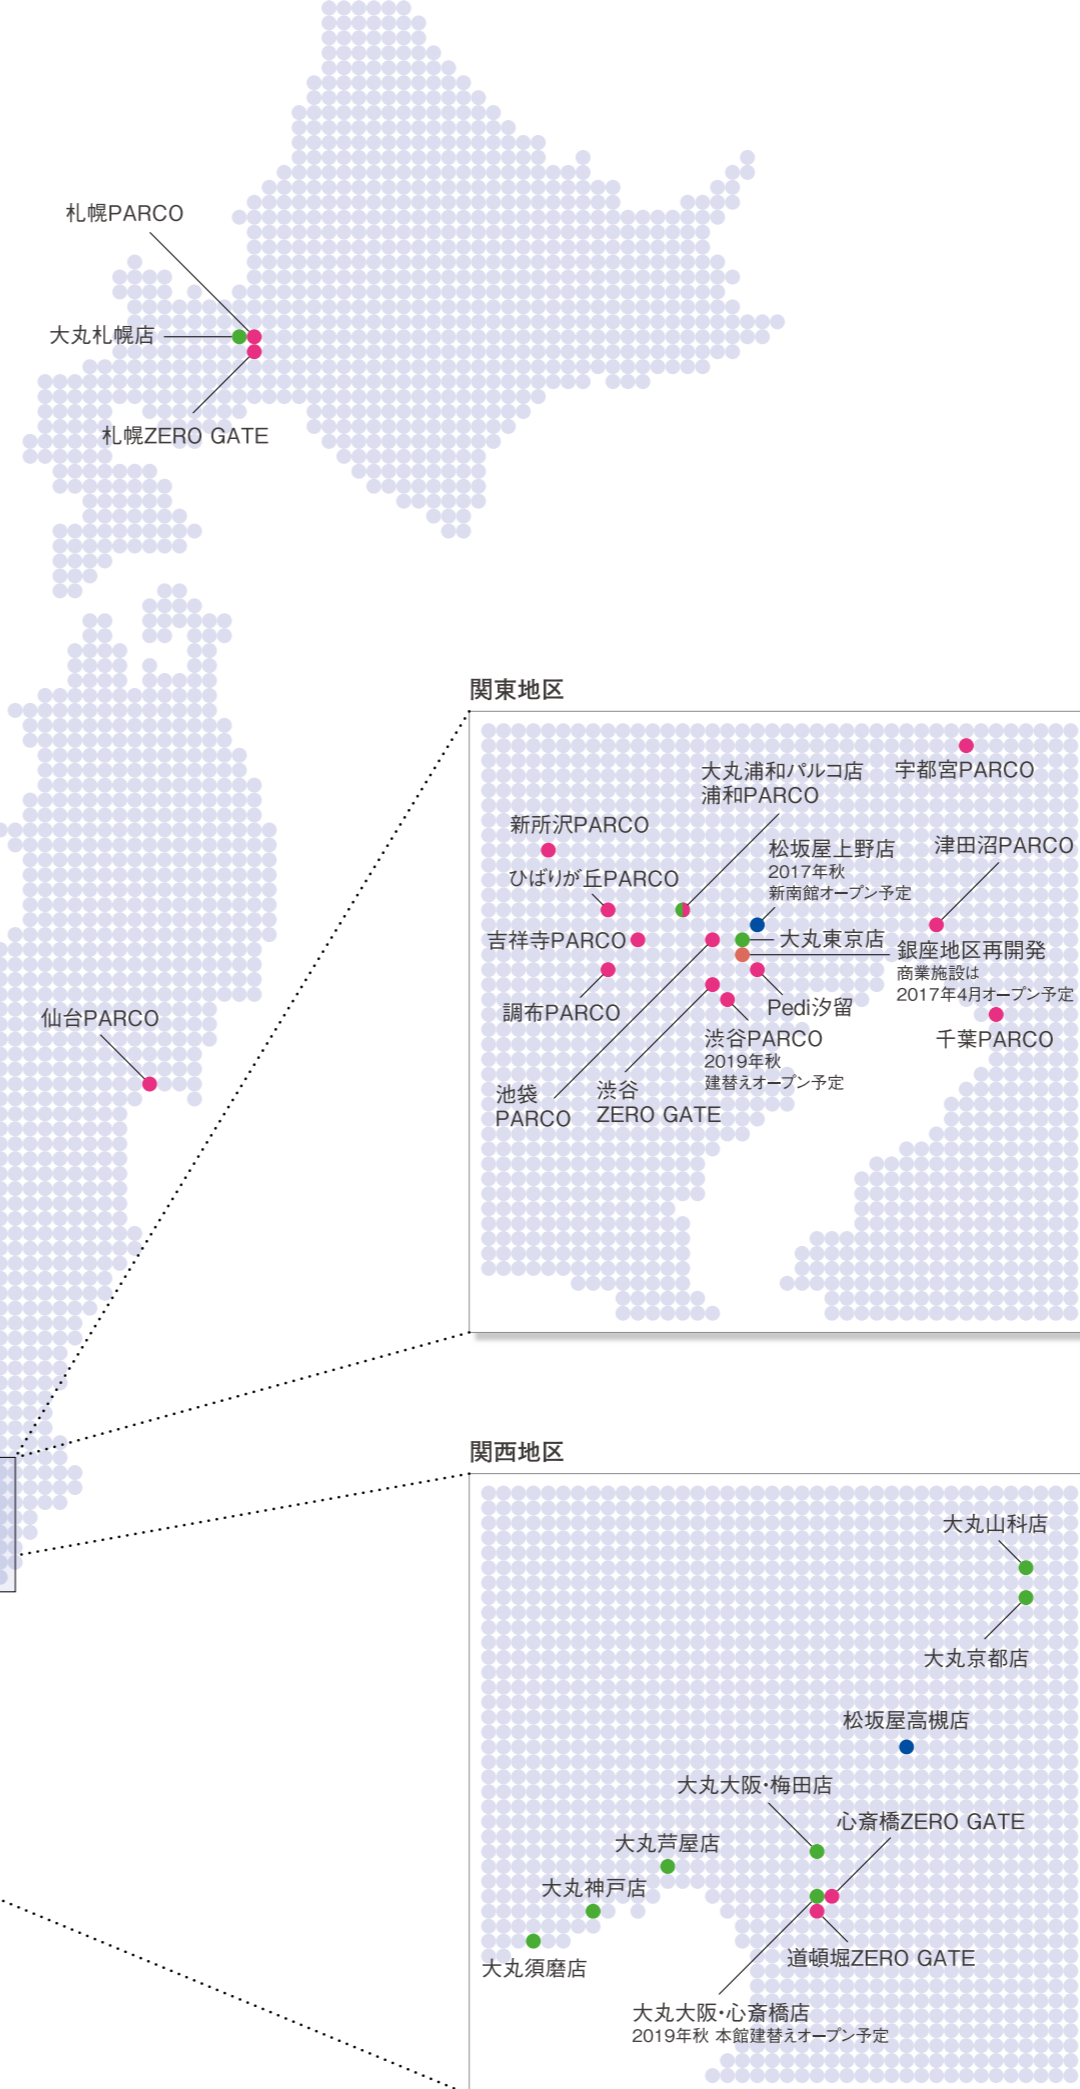 札幌PARCO
大丸札幌店
札幌ZERO GATE
仙台PARCO
関東地区
宇都宮PARCO
大丸浦和パルコ店
浦和PARCO
新所沢PARCO
松坂屋上野店
2017年秋
新南館オープン予定
津田沼PARCO
ひばりが丘PARCO
吉祥寺PARCO
大丸東京店
銀座地区再開発
商業施設は
2017年4月オープン予定
調布PARCO
Pedi汐留
渋谷PARCO
2019年秋
建替えオープン予定
千葉PARCO
池袋
PARCO
渋谷
ZERO GATE
関西地区
大丸山科店
大丸京都店
松坂屋高槻店
大丸大阪・梅田店
心斎橋ZERO GATE
大丸芦屋店
大丸神戸店
道頓堀ZERO GATE
大丸須磨店
大丸大阪・心斎橋店
2019年秋 本館建替えオープン予定